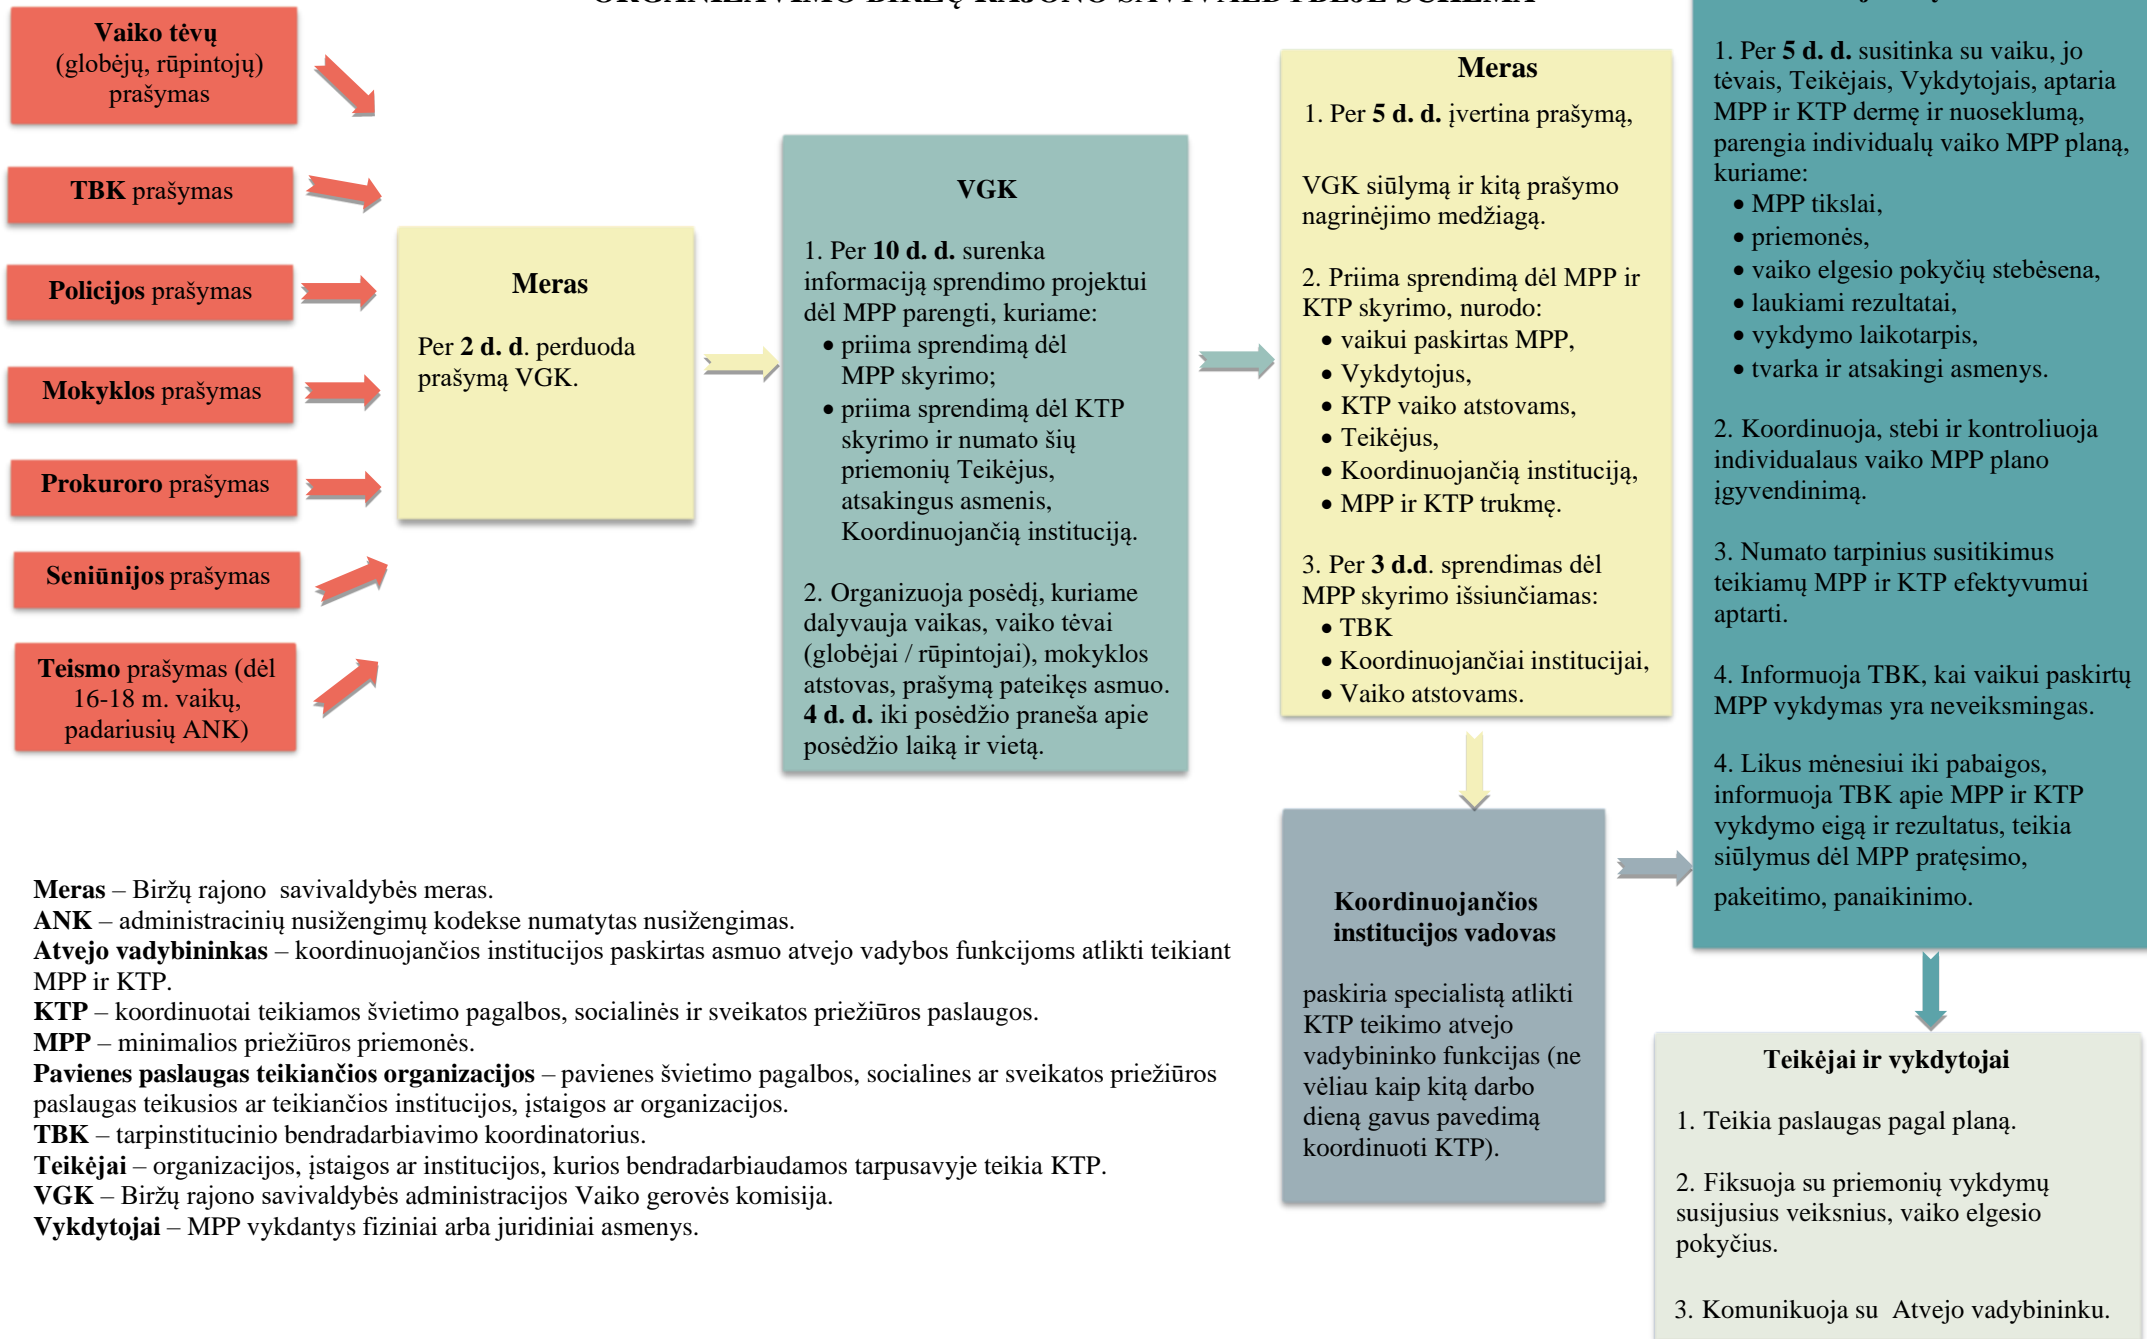 ORGANIZAVIMO BIRŽŲ RAJONO SAVIVALDYBĖJE SCHEMA
Vaiko tėvų
(globėjų, rūpintojų)
prašymas
TBK prašymas
Policijos prašymas
Mokyklos prašymas
Prokuroro prašymas
Seniūnijos prašymas
Teismo prašymas (dėl
16-18 m. vaikų,
padariusių ANK)
Meras
Per 2 d. d. perduoda
prašymą VGK.
VGK
1. Per 10 d. d. surenka
informaciją sprendimo projektui
dėl MPP parengti, kuriame:
• priima sprendimą dėl
MPP skyrimo;
• priima sprendimą dėl KTP
skyrimo ir numato šių
priemonių Teikėjus,
atsakingus asmenis,
Koordinuojančią instituciją.
2. Organizuoja posėdį, kuriame
dalyvauja vaikas, vaiko tėvai
(globėjai / rūpintojai), mokyklos
atstovas, prašymą pateikęs asmuo.
4 d. d. iki posėdžio praneša apie
posėdžio laiką ir vietą.
Meras
1. Per 5 d. d. įvertina prašymą,
VGK siūlymą ir kitą prašymo
nagrinėjimo medžiagą.
2. Priima sprendimą dėl MPP ir
KTP skyrimo, nurodo:
• vaikui paskirtas MPP,
• Vykdytojus,
• KTP vaiko atstovams,
• Teikėjus,
• Koordinuojančią instituciją,
• MPP ir KTP trukmę.
3. Per 3 d.d. sprendimas dėl
MPP skyrimo išsiunčiamas:
• TBK
• Koordinuojančiai institucijai,
• Vaiko atstovams.
Koordinuojančios
institucijos vadovas
paskiria specialistą atlikti
KTP teikimo atvejo
vadybininko funkcijas (ne
vėliau kaip kitą darbo
dieną gavus pavedimą
koordinuoti KTP).
1. Per 5 d. d. susitinka su vaiku, jo
tėvais, Teikėjais, Vykdytojais, aptaria
MPP ir KTP dermę ir nuoseklumą,
parengia individualų vaiko MPP planą,
kuriame:
• MPP tikslai,
• priemonės,
• vaiko elgesio pokyčių stebėsena,
• laukiami rezultatai,
• vykdymo laikotarpis,
• tvarka ir atsakingi asmenys.
2. Koordinuoja, stebi ir kontroliuoja
individualaus vaiko MPP plano
įgyvendinimą.
3. Numato tarpinius susitikimus
teikiamų MPP ir KTP efektyvumui
aptarti.
4. Informuoja TBK, kai vaikui paskirtų
MPP vykdymas yra neveiksmingas.
4. Likus mėnesiui iki pabaigos,
informuoja TBK apie MPP ir KTP
vykdymo eigą ir rezultatus, teikia
siūlymus dėl MPP pratęsimo,
pakeitimo, panaikinimo.
Teikėjai ir vykdytojai
1. Teikia paslaugas pagal planą.
2. Fiksuoja su priemonių vykdymų
susijusius veiksnius, vaiko elgesio
pokyčius.
3. Komunikuoja su Atvejo vadybininku.
Meras – Biržų rajono savivaldybės meras.
ANK – administracinių nusižengimų kodekse numatytas nusižengimas.
Atvejo vadybininkas – koordinuojančios institucijos paskirtas asmuo atvejo vadybos funkcijoms atlikti teikiant
MPP ir KTP.
KTP – koordinuotai teikiamos švietimo pagalbos, socialinės ir sveikatos priežiūros paslaugos.
MPP – minimalios priežiūros priemonės.
Pavienes paslaugas teikiančios organizacijos – pavienes švietimo pagalbos, socialines ar sveikatos priežiūros
paslaugas teikusios ar teikiančios institucijos, įstaigos ar organizacijos.
TBK – tarpinstitucinio bendradarbiavimo koordinatorius.
Teikėjai – organizacijos, įstaigos ar institucijos, kurios bendradarbiaudamos tarpusavyje teikia KTP.
VGK – Biržų rajono savivaldybės administracijos Vaiko gerovės komisija.
Vykdytojai – MPP vykdantys fiziniai arba juridiniai asmenys.